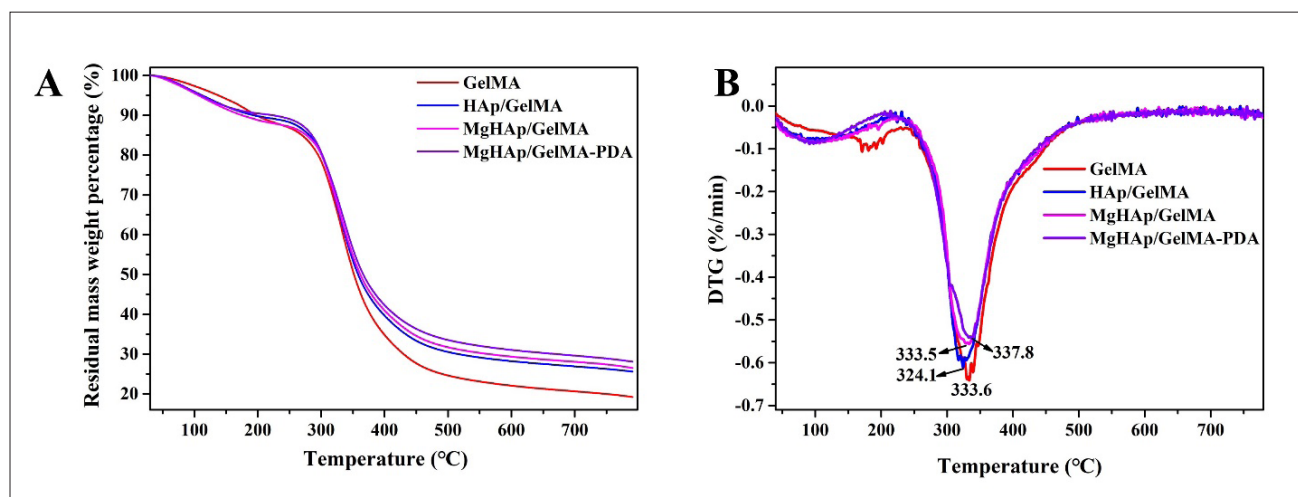 A
Residual mass weight percentage (%)
100
90
80
70
60
50
40
30
20
100 200 300 400 500 600 700
Temperature (℃)
GelMA
HAp/GelMA
MgHAp/GelMA
MgHAp/GelMA-PDA
B
DTG (%/min)
0.0
-0.1
-0.2
-0.3
-0.4
-0.5
-0.6
-0.7
100 200 300 400 500 600 700
Temperature (℃)
GelMA
HAp/GelMA
MgHAp/GelMA
MgHAp/GelMA-PDA
333.5
337.8
324.1
333.6